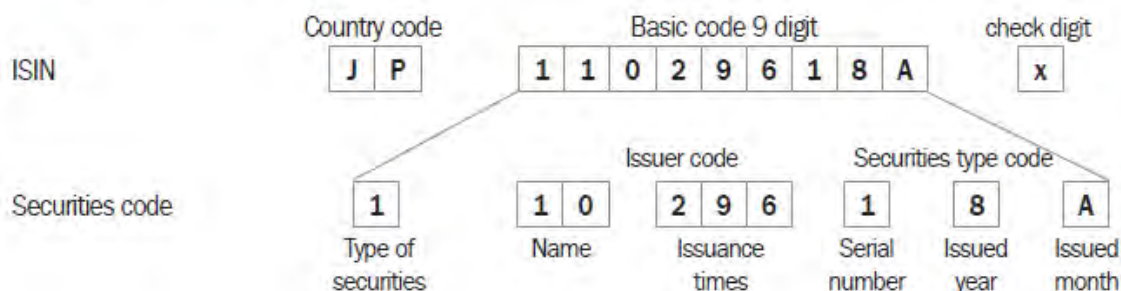 Country code Basic code 9 digit check digit
ISIN J P 1 1 0 2 9 6 1 8 A x
Issuer code Securities type code
Securities code 1 1 0 2 9 6 1 8 A
Type of securities Name Issuance times Serial number Issued year Issued month